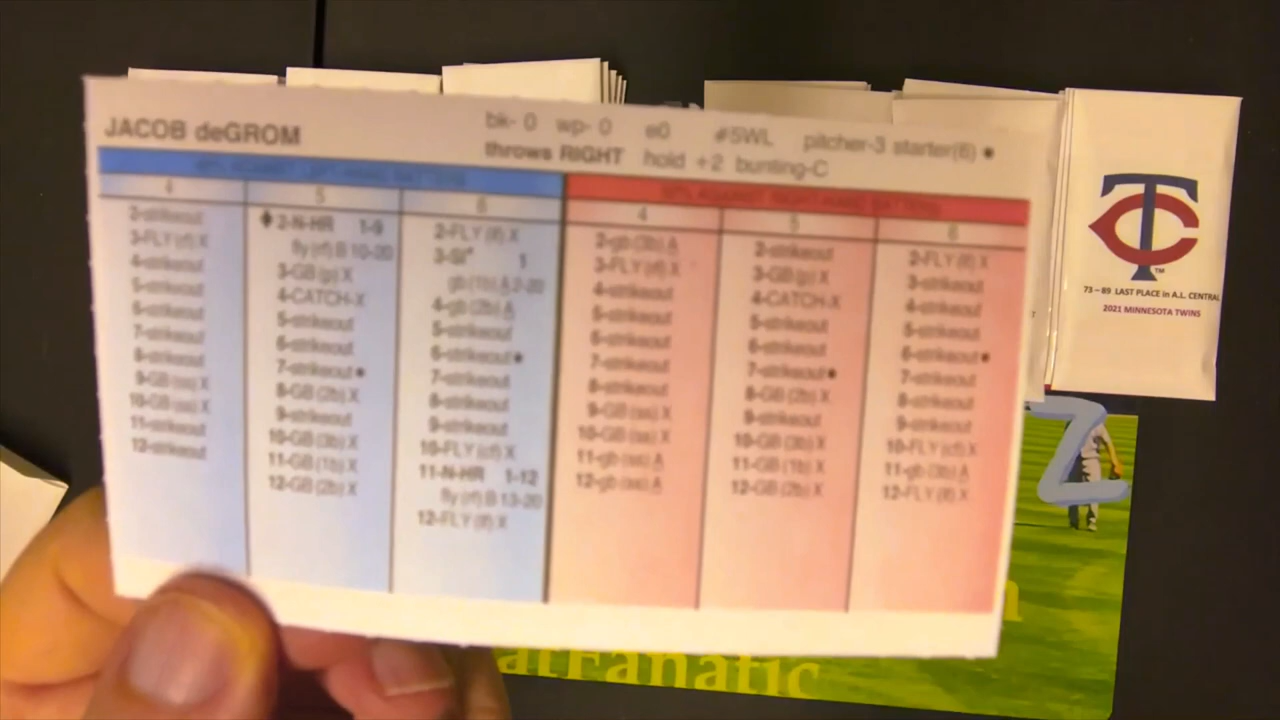 JACOB deGROM
bk- 0 wp- 0 e0 #5WL pitcher-3 starter(6) •
throws RIGHT hold +2 bunting-C
4 5 6 4 5 6
2-strikeout
3-FLY (rf) X
4-strikeout
5-strikeout
6-strikeout
7-strikeout
8-strikeout
9-GB (ss) X
10-GB (ss) X
11-strikeout
12-strikeout
♦ 2-N-HR 1-9
fly (rf) B 10-20
3-GB (p) X
4-CATCH-X
5-strikeout
6-strikeout
7-strikeout •
8-GB (2b) X
9-strikeout
10-GB (3b) X
11-GB (1b) X
12-GB (2b) X
2-FLY (lf) X
3-SI* 1
gb (1b) A 2-20
4-gb (2b) A
5-strikeout
6-strikeout •
7-strikeout
8-strikeout
9-strikeout
10-FLY (cf) X
11-N-HR 1-12
fly (rf) B 13-20
12-FLY (lf) X
2-gb (3b) A
3-FLY (rf) X
4-strikeout
5-strikeout
6-strikeout
7-strikeout
8-strikeout
9-GB (ss) X
10-GB (ss) X
11-gb (ss) A
12-gb (ss) A
2-strikeout
3-GB (p) X
4-CATCH-X
5-strikeout
6-strikeout
7-strikeout •
8-GB (2b) X
9-strikeout
10-GB (3b) X
11-GB (1b) X
12-GB (2b) X
2-FLY (lf) X
3-strikeout
4-strikeout
5-strikeout
6-strikeout •
7-strikeout
8-strikeout
9-strikeout
10-FLY (cf) X
11-gb (3b) A
12-FLY (lf) X
TC
TM
73 – 89 LAST PLACE in A.L. CENTRAL
2021 MINNESOTA TWINS
Z
atFanatic